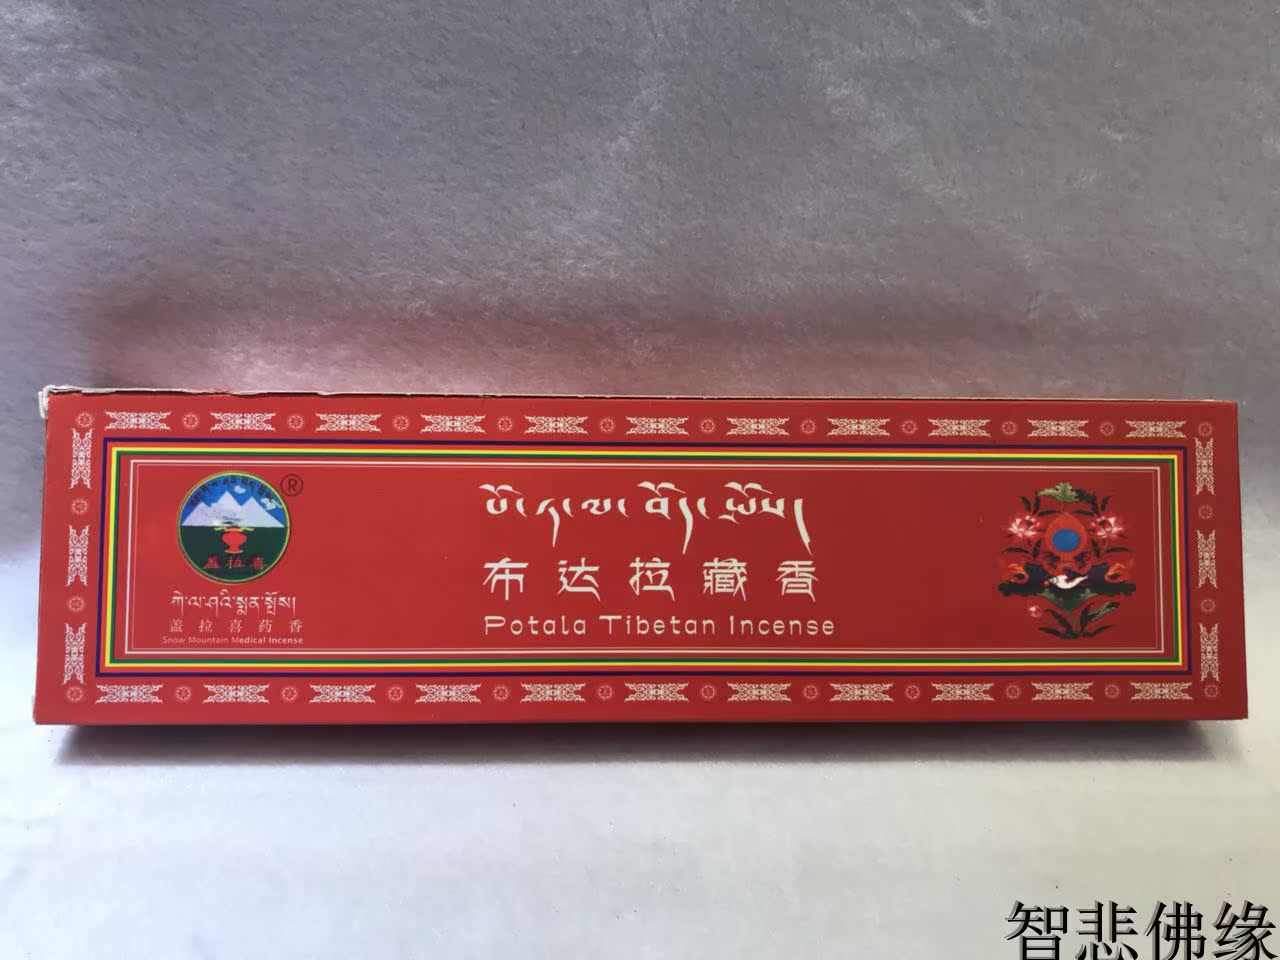 ®
盖拉喜
ཀེ་ལ་ཤའི་སྨན་སྤོས།
盖拉喜药香
Snow Mountain Medical Incense
པོ་ཏ་ལ་བོད་སྤོས།
布达拉藏香
Potala Tibetan Incense
智悲佛缘